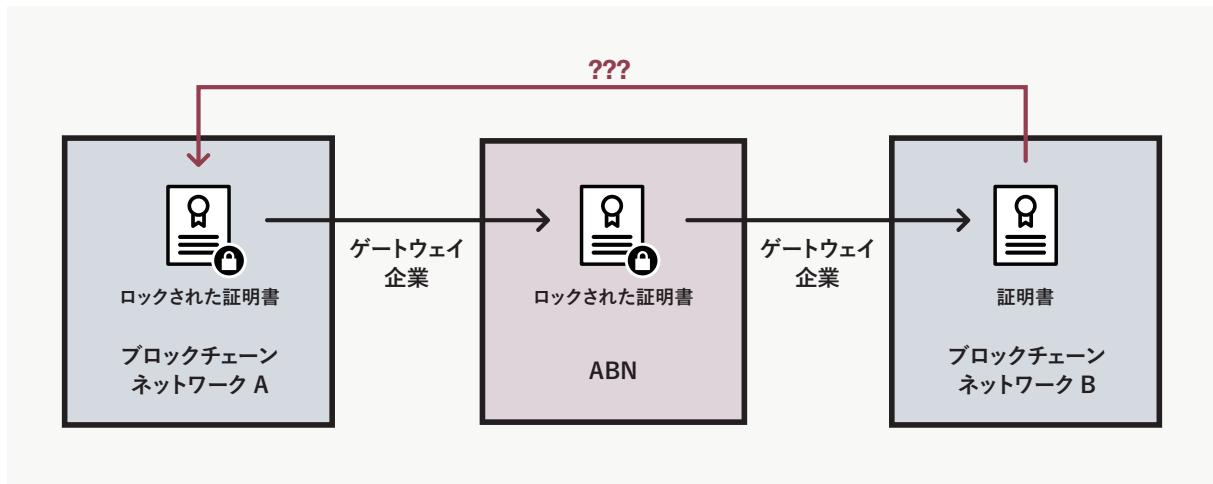 ???
ゲートウェイ
企業
ゲートウェイ
企業
ロックされた証明書
ロックされた証明書
証明書
ブロックチェーン
ネットワーク A
ABN
ブロックチェーン
ネットワーク B